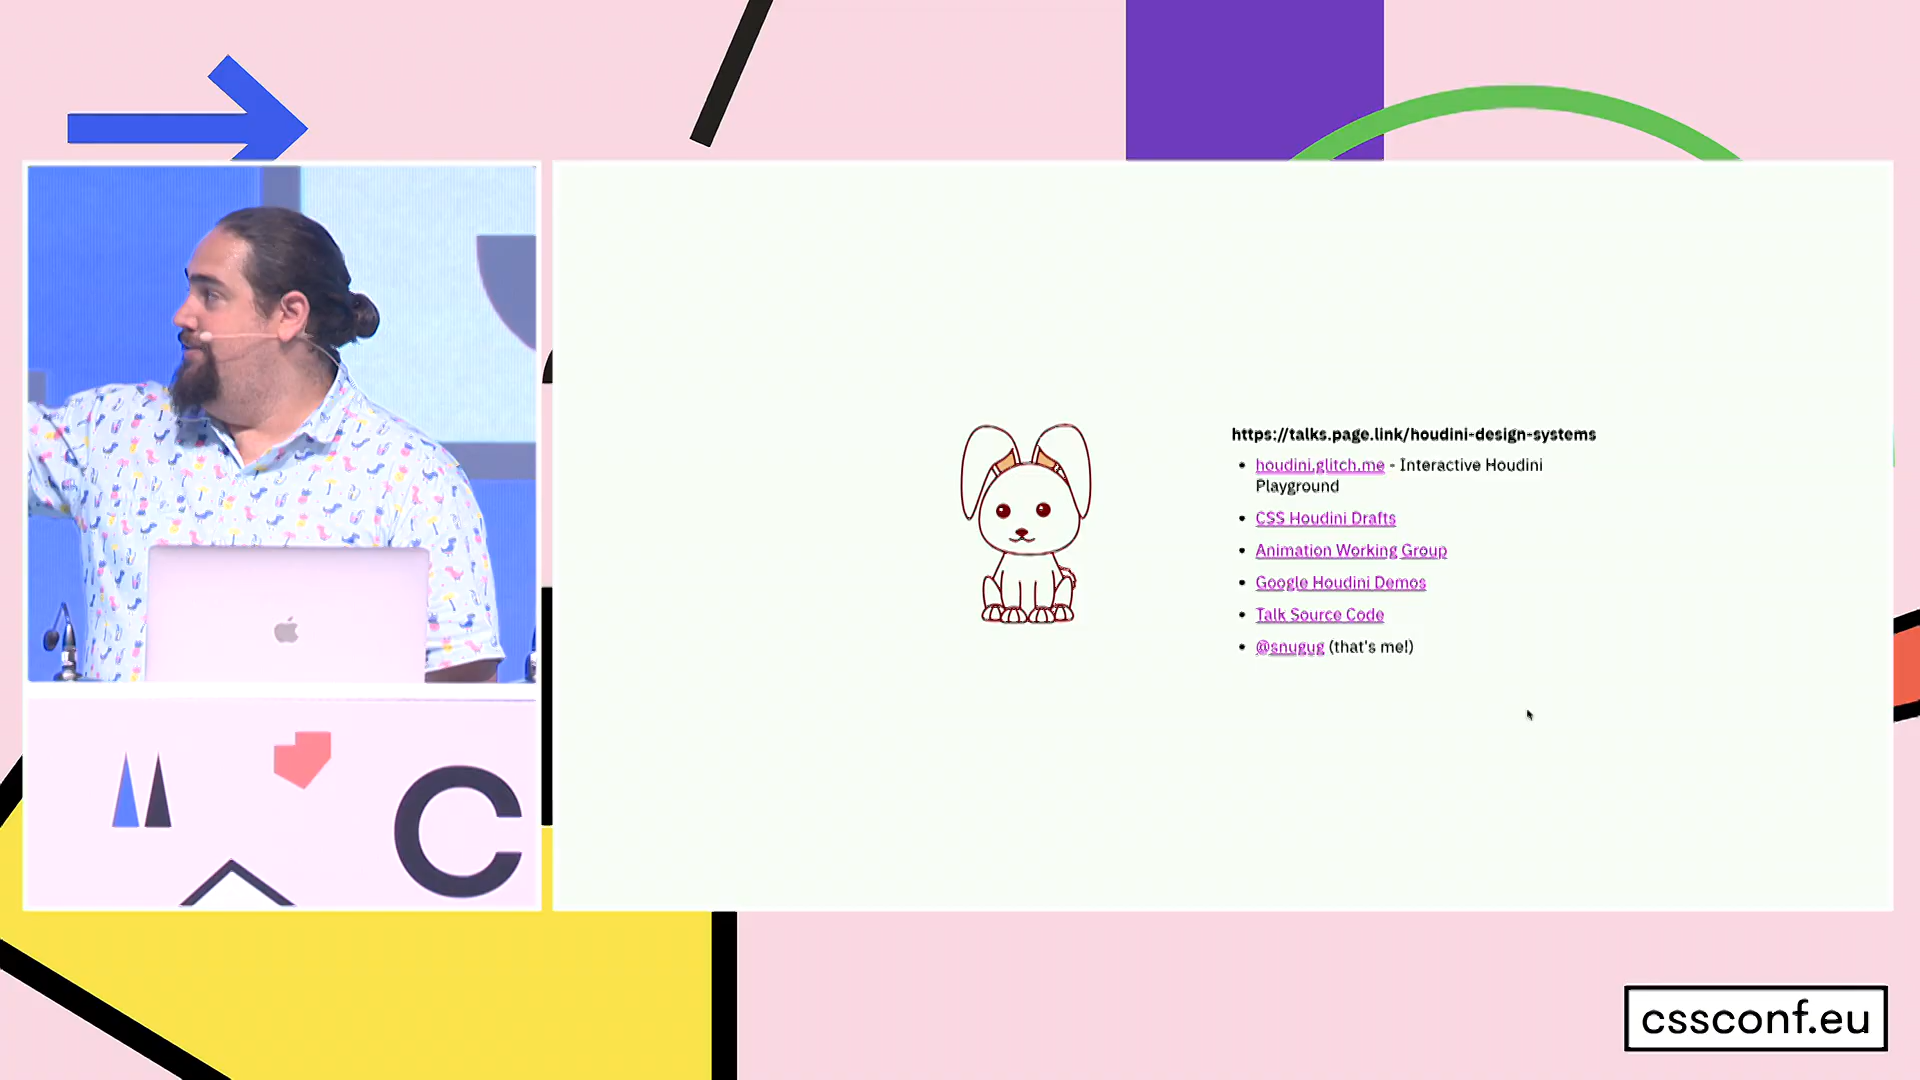 https://talks.page.link/houdini-design-systems
houdini.glitch.me - Interactive Houdini
Playground
CSS Houdini Drafts
Animation Working Group
Google Houdini Demos
Talk Source Code
@snugug (that's me!)
C
cssconf.eu